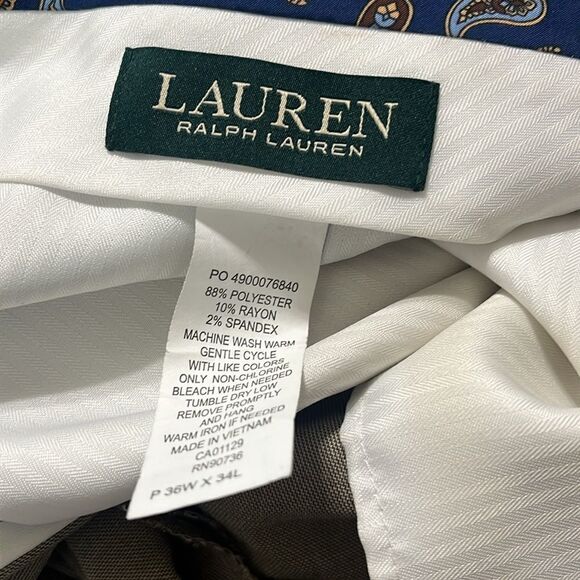 LAUREN
RALPH LAUREN
PO 4900076840
88% POLYESTER
10% RAYON
2% SPANDEX
MACHINE WASH WARM
GENTLE CYCLE
WITH LIKE COLORS
ONLY NON-CHLORINE
BLEACH WHEN NEEDED
TUMBLE DRY LOW
REMOVE PROMPTLY
AND HANG
WARM IRON IF NEEDED
MADE IN VIETNAM
CA01129
RN90736
P 36W X 34L